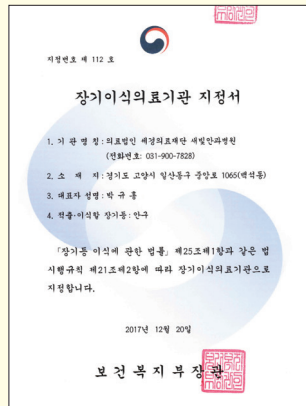 지정번호 제 112 호
장기이식의료기관 지정서
1. 기 관 명 칭 : 의료법인 혜경의료재단 새빛안과병원
(전화번호: 031-900-7828)
2. 소 재 지 : 경기도 고양시 일산동구 중앙로 1065(백석동)
3. 대표자 성명 : 박 규 홍
4. 적출·이식할 장기등 : 안구
「장기등 이식에 관한 법률」 제25조제1항과 같은 법
시행규칙 제21조제2항에 따라 장기이식의료기관으로
지정합니다.
2017년 12월 20일
보 건 복 지 부 장 관